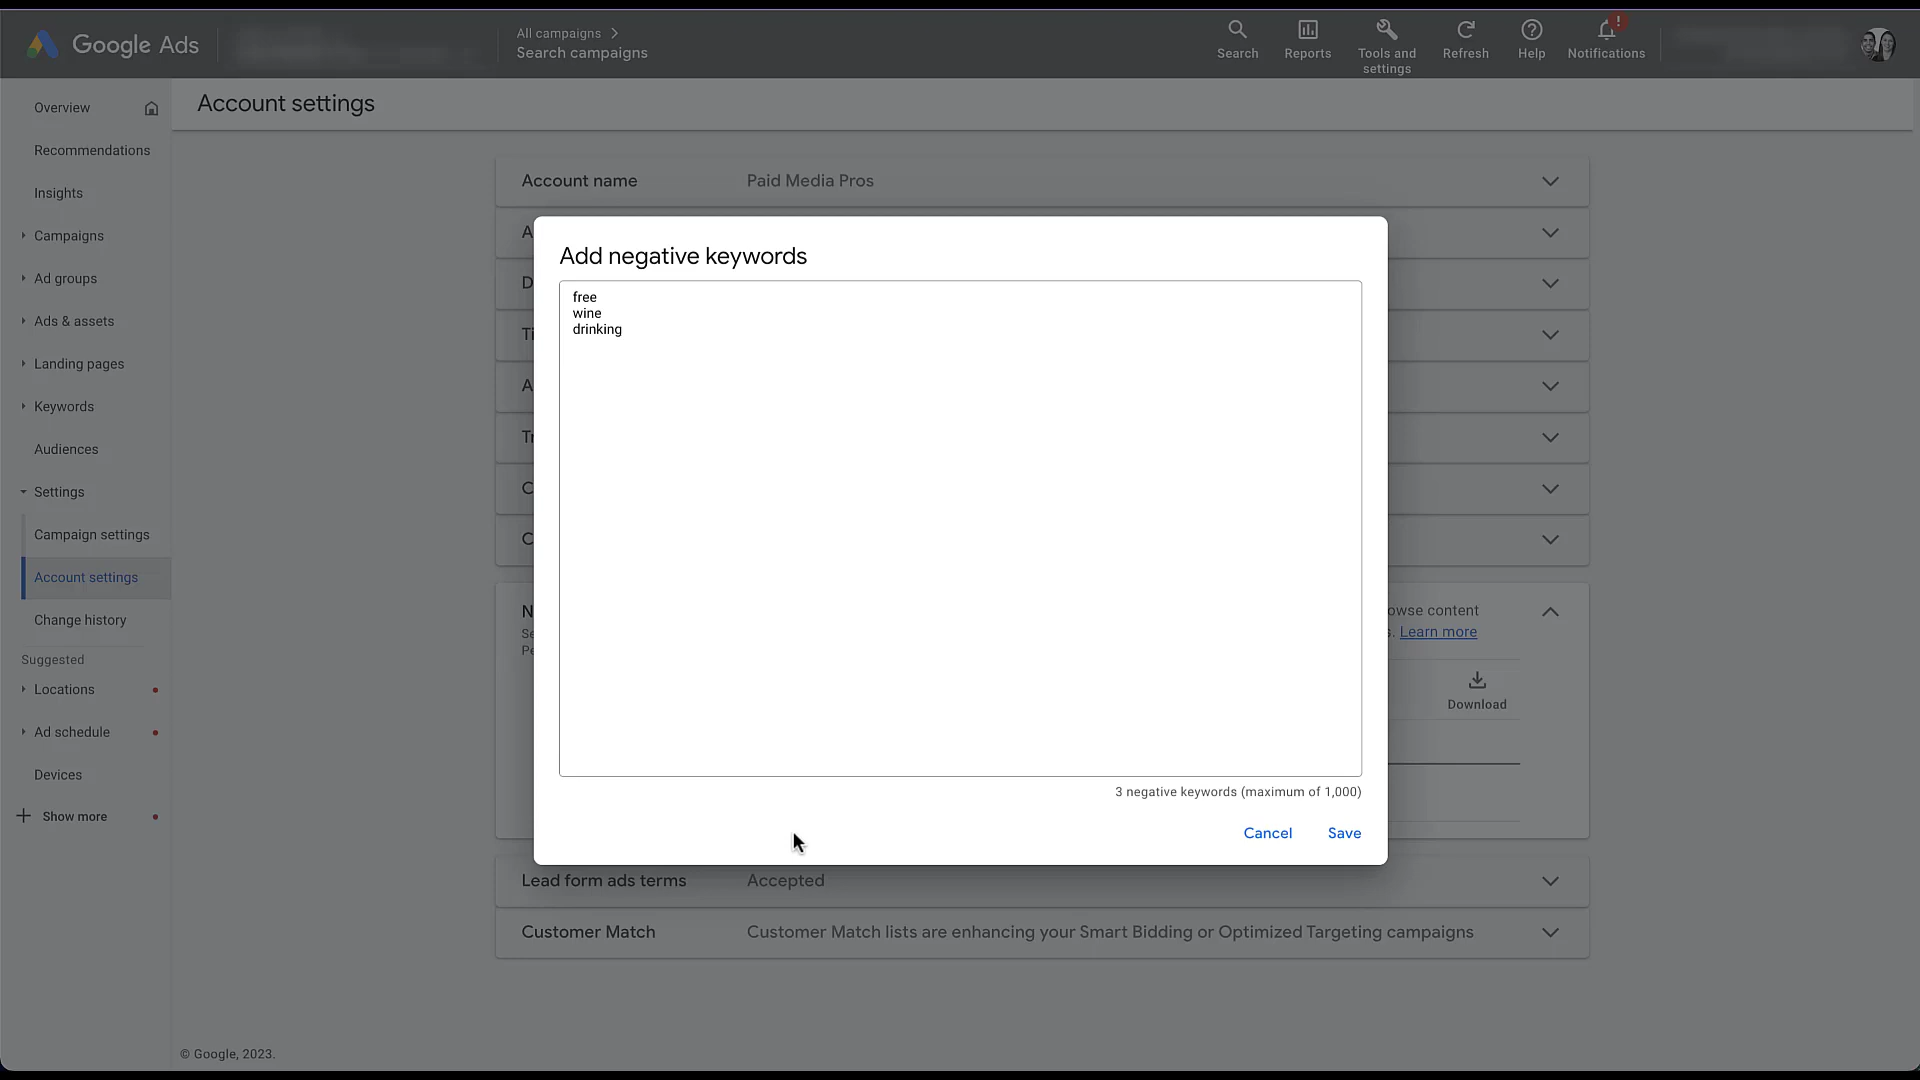 Google Ads
All campaigns
Search campaigns
Search
Reports
Tools and
settings
Refresh
Help
!
Notifications
Overview
Recommendations
Insights
Campaigns
Ad groups
Ads & assets
Landing pages
Keywords
Audiences
Settings
Campaign settings
Account settings
Change history
Suggested
Locations
Ad schedule
Devices
Show more
Account settings
Account name
Paid Media Pros
A
D
Ti
A
Tr
C
C
N
Se
Pe
owse content
s. Learn more
Download
Add negative keywords
free
wine
drinking
3 negative keywords (maximum of 1,000)
Cancel
Save
Lead form ads terms
Accepted
Customer Match
Customer Match lists are enhancing your Smart Bidding or Optimized Targeting campaigns
© Google, 2023.